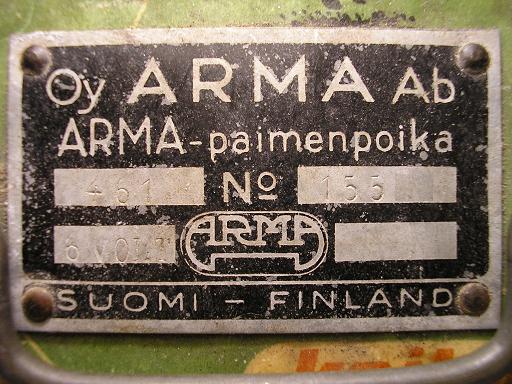 Oy ARMA Ab
ARMA-paimenpoika
461 No 155
6 VOLT ARMA
SUOMI – FINLAND